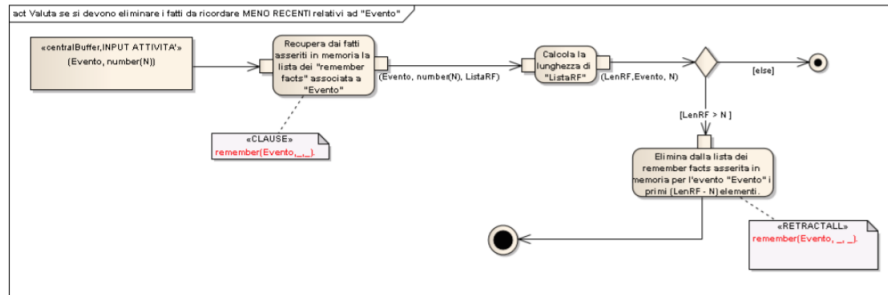 act Valuta se si devono eliminare i fatti da ricordare MENO RECENTI relativi ad "Evento"
«centralBuffer,INPUT ATTIVITA'»
(Evento, number(N))
Recupera dai fatti
asseriti in memoria la
lista dei "remember
facts" associata a
"Evento"
(Evento, number(N), ListaRF)
Calcola la
lunghezza di
"ListaRF"
(LenRF,Evento, N)
[else]
«CLAUSE»
remember(Evento,_,_).
[LenRF > N ]
Elimina dalla lista dei
remember facts asserita in
memoria per l'evento "Evento" i
primi (LenRF - N) elementi.
«RETRACTALL»
remember(Evento, _, _).